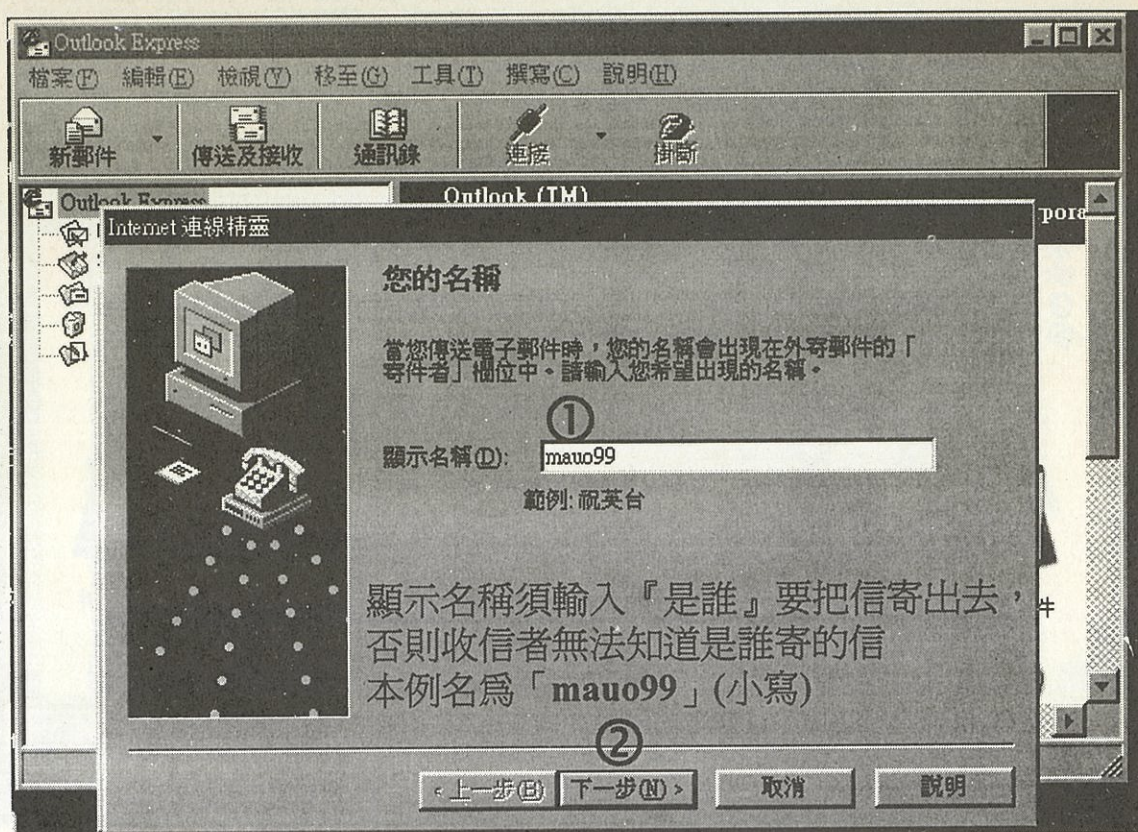 Outlook Express
檔案(F) 編輯(E) 檢視(V) 移至(G) 工具(T) 撰寫(C) 說明(H)
新郵件 傳送及接收 通訊錄 連接 掛斷
Outlook Express
Outlook (TM)
Internet 連線精靈
您的名稱
當您傳送電子郵件時，您的名稱會出現在外寄郵件的「
寄件者」欄位中。請輸入您希望出現的名稱。
①
顯示名稱(D): mauo99
範例: 祝英台
顯示名稱須輸入『是誰』要把信寄出去，
否則收信者無法知道是誰寄的信
本例名爲「mauo99」(小寫)
②
<上一步(B) 下一步(N)> 取消 說明
件